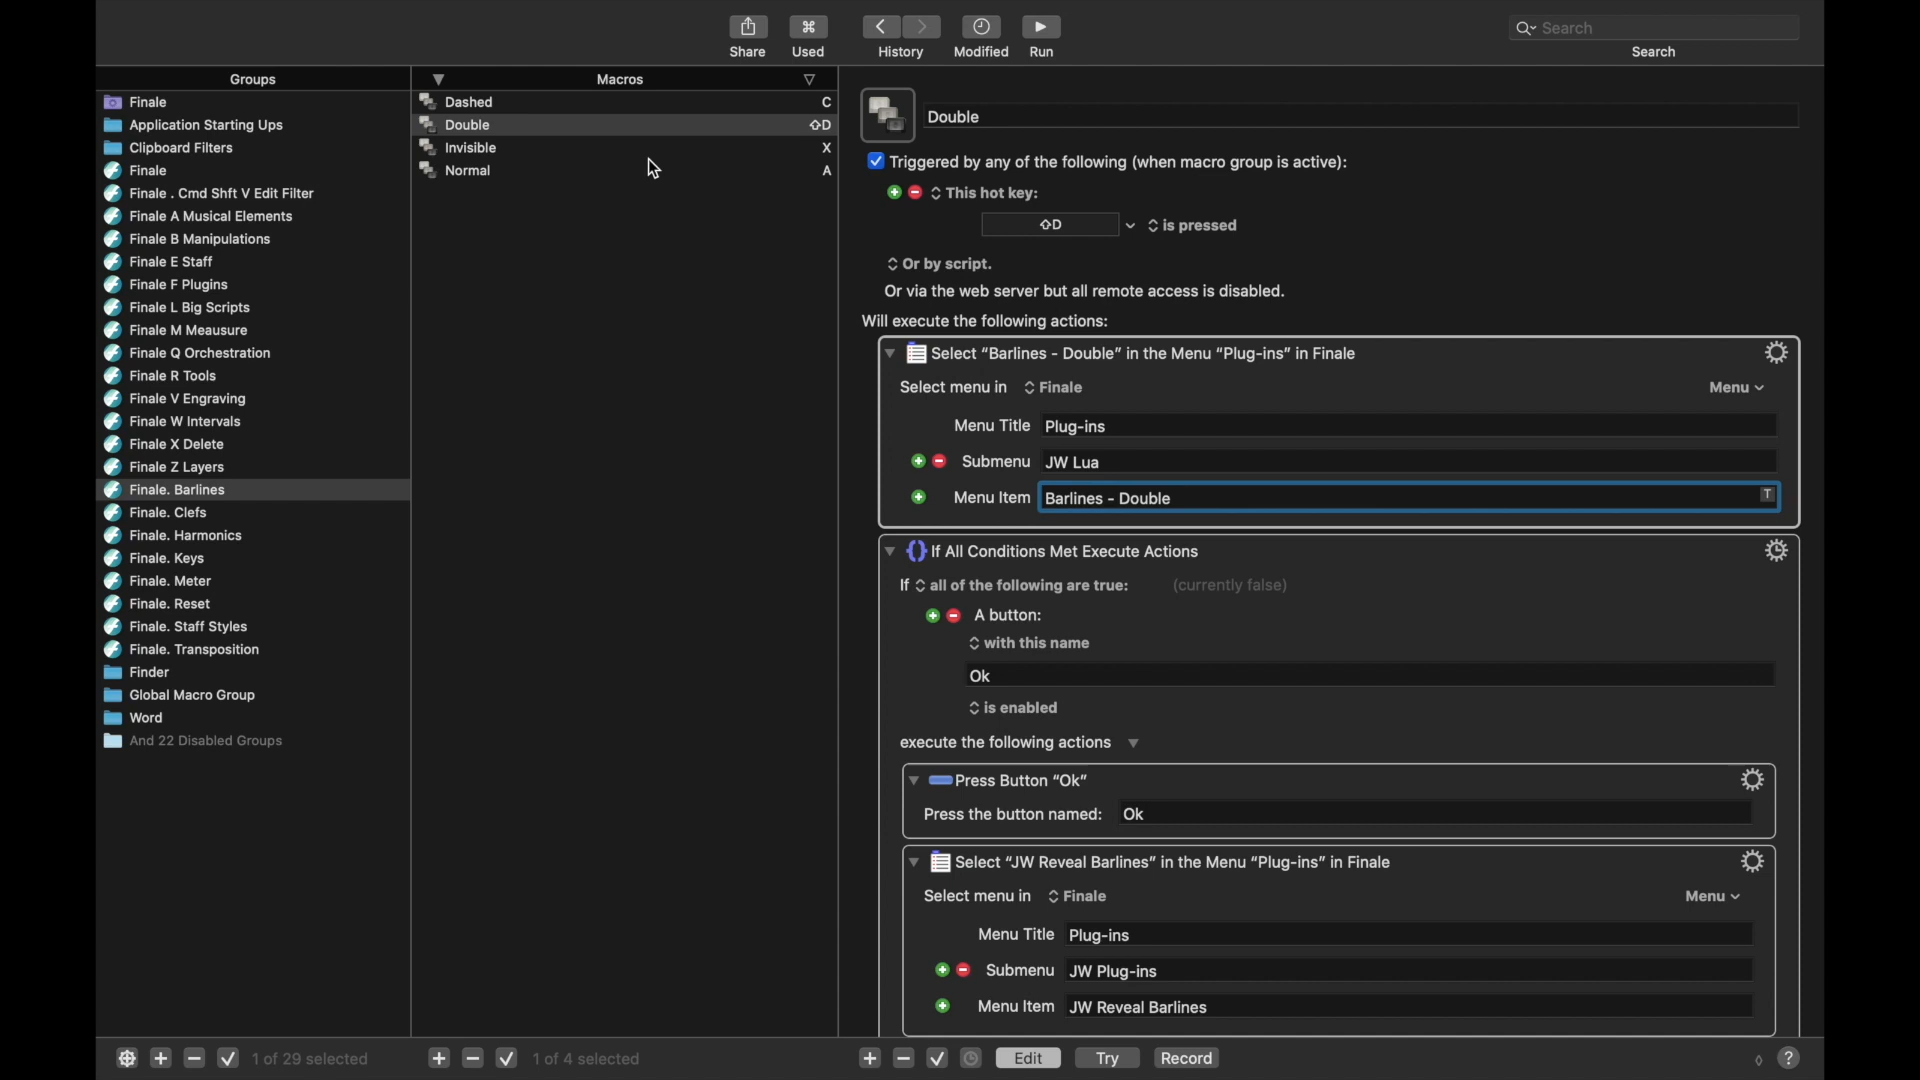 Share
Used
History
Modified
Run
Search
Search
Groups
Macros
Finale
Application Starting Ups
Clipboard Filters
Finale
Finale . Cmd Shft V Edit Filter
Finale A Musical Elements
Finale B Manipulations
Finale E Staff
Finale F Plugins
Finale L Big Scripts
Finale M Meausure
Finale Q Orchestration
Finale R Tools
Finale V Engraving
Finale W Intervals
Finale X Delete
Finale Z Layers
Finale. Barlines
Finale. Clefs
Finale. Harmonics
Finale. Keys
Finale. Meter
Finale. Reset
Finale. Staff Styles
Finale. Transposition
Finder
Global Macro Group
Word
And 22 Disabled Groups
Dashed C
Double ⇧D
Invisible X
Normal A
Double
Triggered by any of the following (when macro group is active):
This hot key:
⇧D is pressed
Or by script.
Or via the web server but all remote access is disabled.
Will execute the following actions:
Select “Barlines - Double” in the Menu “Plug-ins” in Finale
Select menu in Finale Menu
Menu Title Plug-ins
Submenu JW Lua
Menu Item Barlines - Double T
If All Conditions Met Execute Actions
If all of the following are true: (currently false)
A button:
with this name
Ok
is enabled
execute the following actions
Press Button “Ok”
Press the button named: Ok
Select “JW Reveal Barlines” in the Menu “Plug-ins” in Finale
Select menu in Finale Menu
Menu Title Plug-ins
Submenu JW Plug-ins
Menu Item JW Reveal Barlines
1 of 29 selected
1 of 4 selected
Edit
Try
Record
?